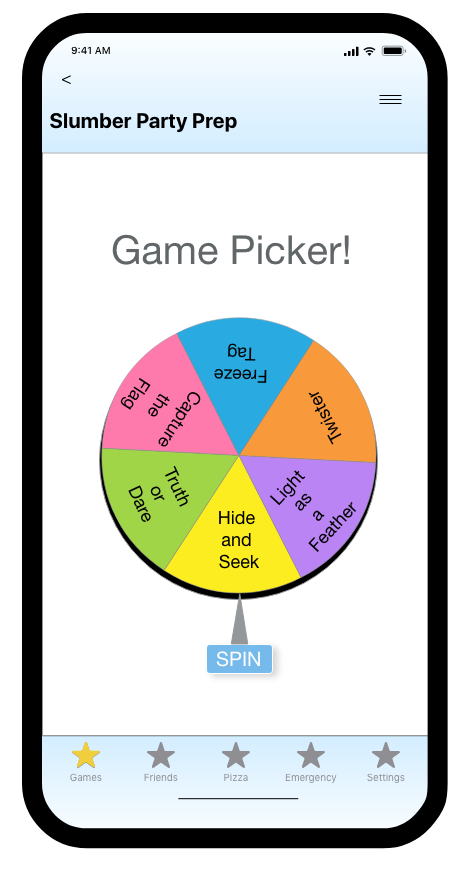 9:41 AM
<
Slumber Party Prep
Game Picker!
Freeze
Tag
Twister
Light
as
a
Feather
Hide
and
Seek
Truth
or
Dare
Capture
the
Flag
SPIN
Games Friends Pizza Emergency Settings